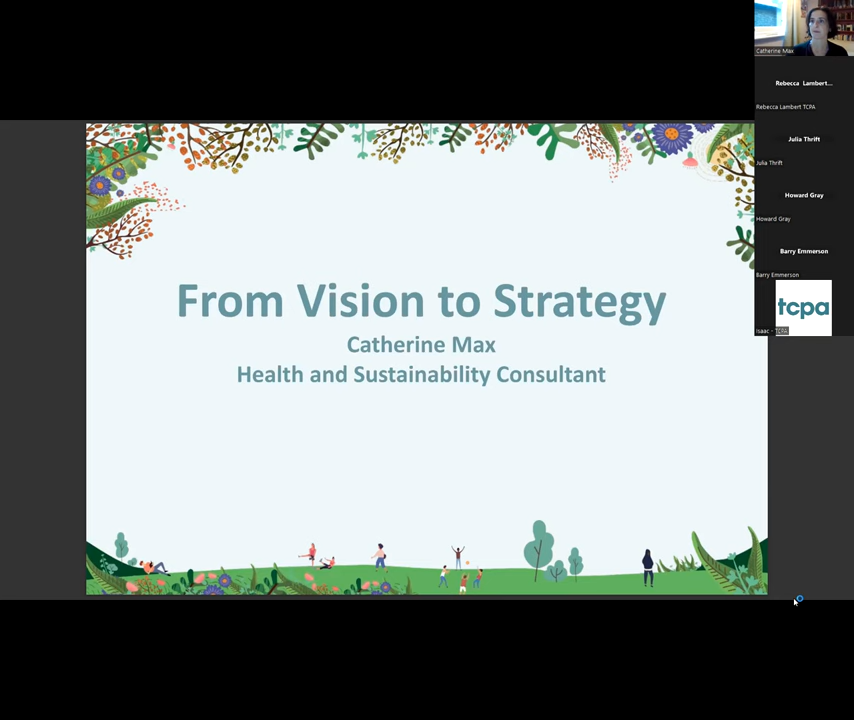 From Vision to Strategy
Catherine Max
Health and Sustainability Consultant
Catherine Max
Rebecca Lambert...
Rebecca Lambert TCPA
Julia Thrift
Julia Thrift
Howard Gray
Howard Gray
Barry Emmerson
Barry Emmerson
tcpa
Isaac - TCPA